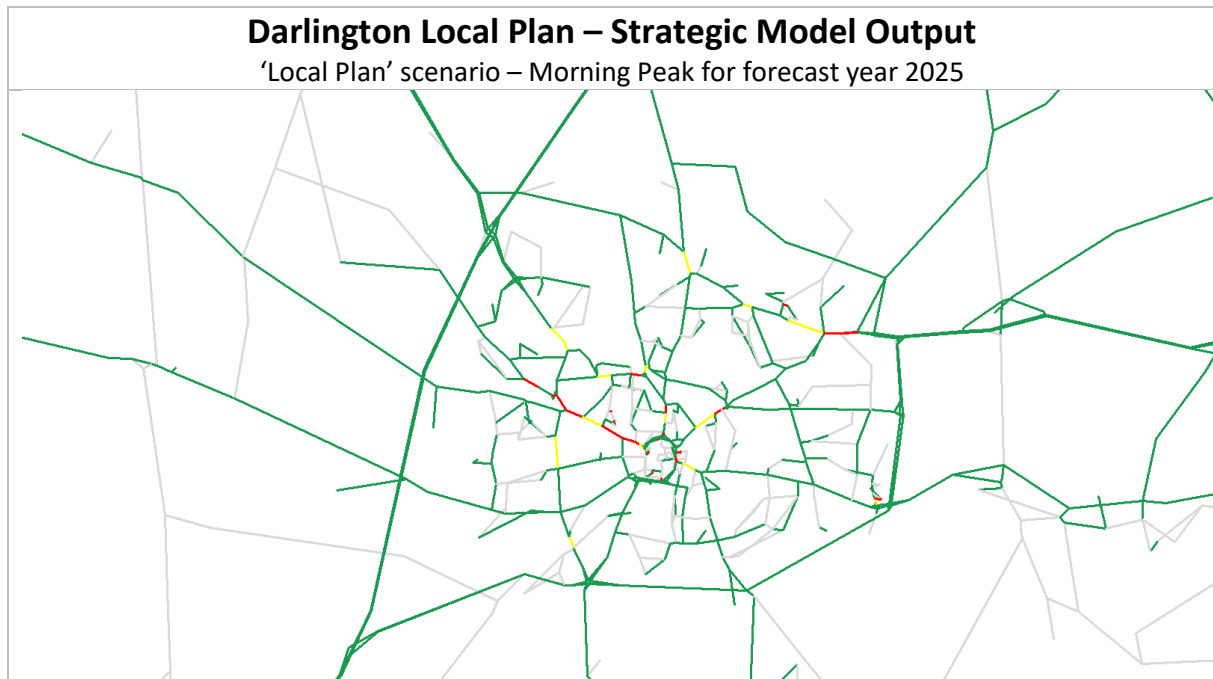 Darlington Local Plan – Strategic Model Output
‘Local Plan’ scenario – Morning Peak for forecast year 2025